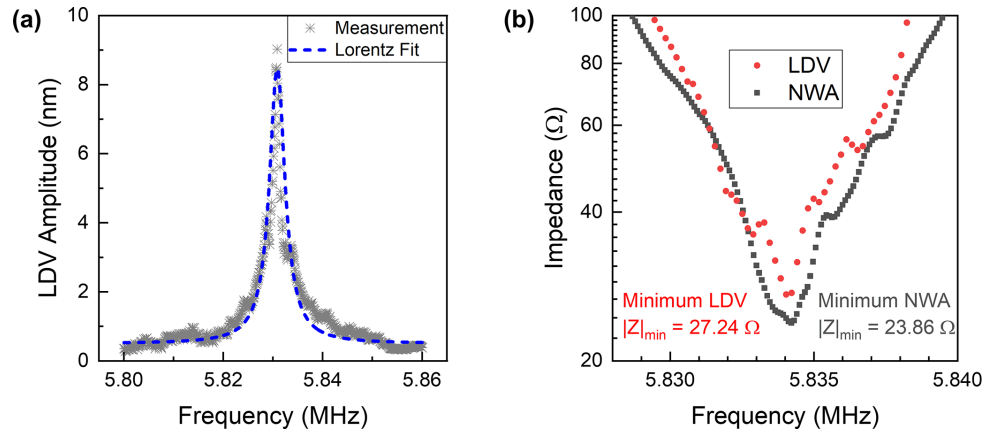 (a)
Measurement
Lorentz Fit
10
8
6
4
2
0
LDV Amplitude (nm)
5.80
5.82
5.84
5.86
Frequency (MHz)
(b)
LDV
NWA
100
80
60
40
20
Impedance (Ω)
Minimum LDV
|Z|min = 27.24 Ω
Minimum NWA
|Z|min = 23.86 Ω
5.830
5.835
5.840
Frequency (MHz)